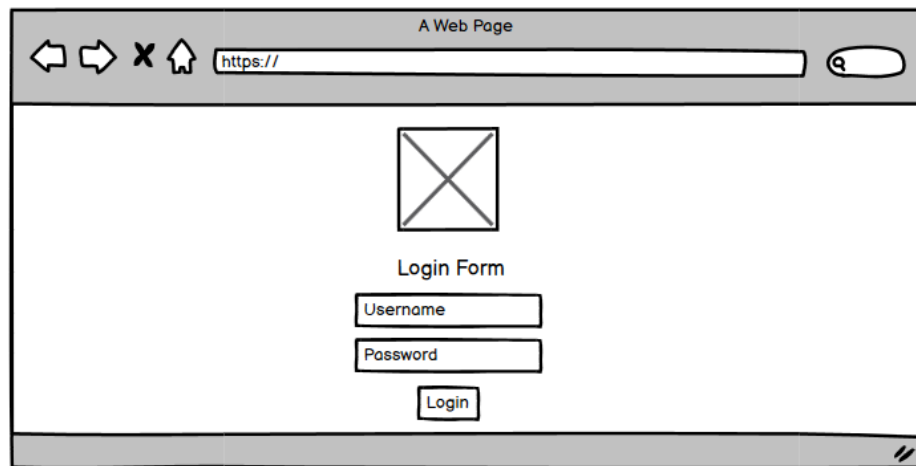 A Web Page
https://
Login Form
Username
Password
Login